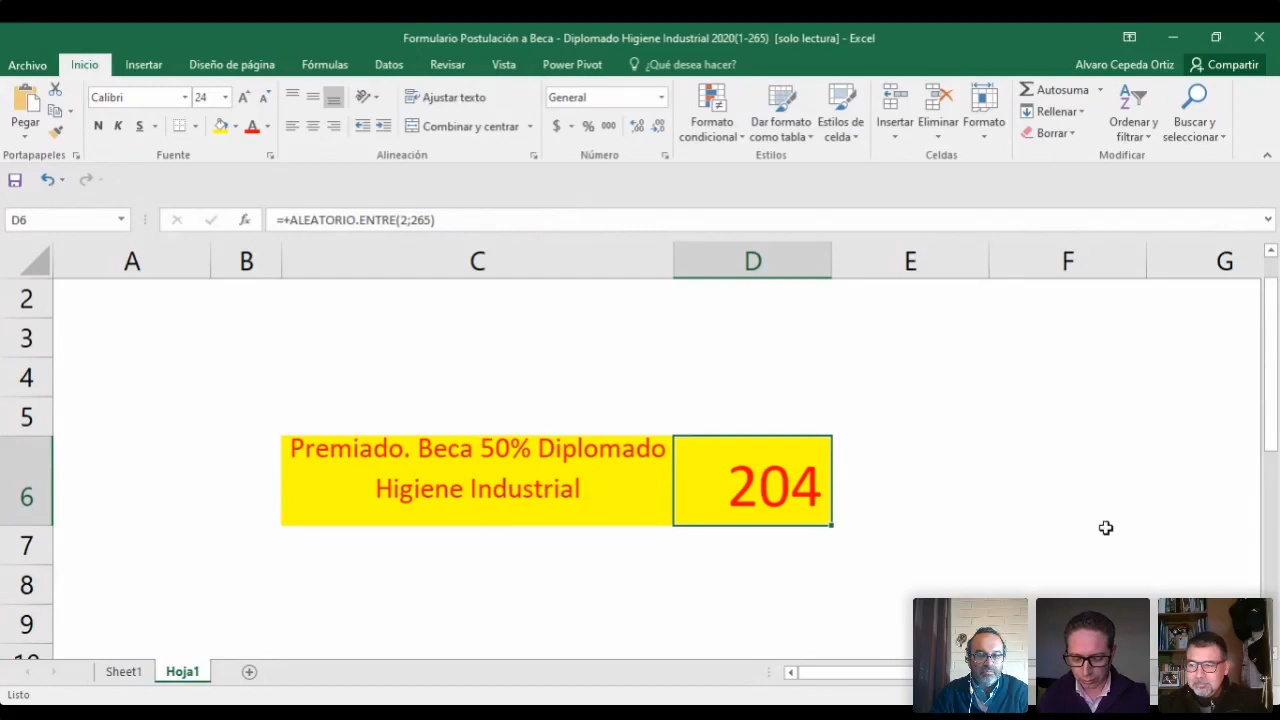 Formulario Postulación a Beca - Diplomado Higiene Industrial 2020(1-265) [solo lectura] - Excel
Archivo Inicio Insertar Diseño de página Fórmulas Datos Revisar Vista Power Pivot ¿Qué desea hacer? Alvaro Cepeda Ortiz Compartir
Pegar
Calibri 24
N K S
Ajustar texto
Combinar y centrar
General
$ % 000
Formato condicional
Dar formato como tabla
Estilos de celda
Insertar
Eliminar
Formato
Autosuma
Rellenar
Borrar
Ordenar y filtrar
Buscar y seleccionar
Portapapeles Fuente Alineación Número Estilos Celdas Modificar
D6 fx =+ALEATORIO.ENTRE(2;265)
A B C D E F G
2
3
4
5
Premiado. Beca 50% Diplomado
Higiene Industrial
204
6
7
8
9
10
Sheet1 Hoja1
Listo